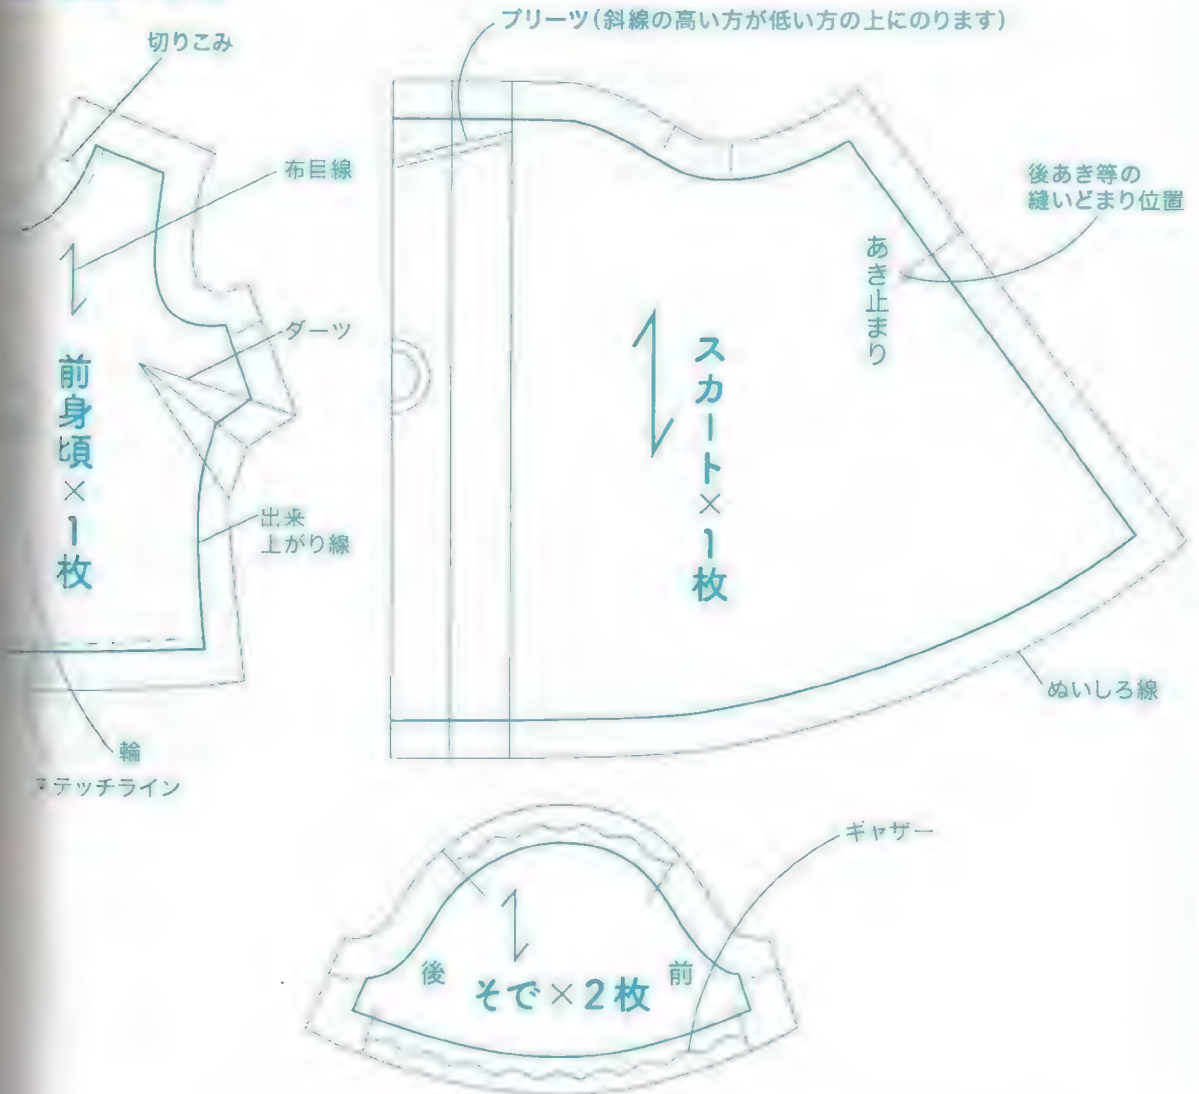 プリーツ(斜線の高い方が低い方の上にのります)
切りこみ
布目線
後あき等の
縫いどまり位置
あき止まり
ダーツ
前身頃×1枚
スカート×1枚
出来
上がり線
ぬいしろ線
輪
ステッチライン
ギャザー
後
前
そで×2枚